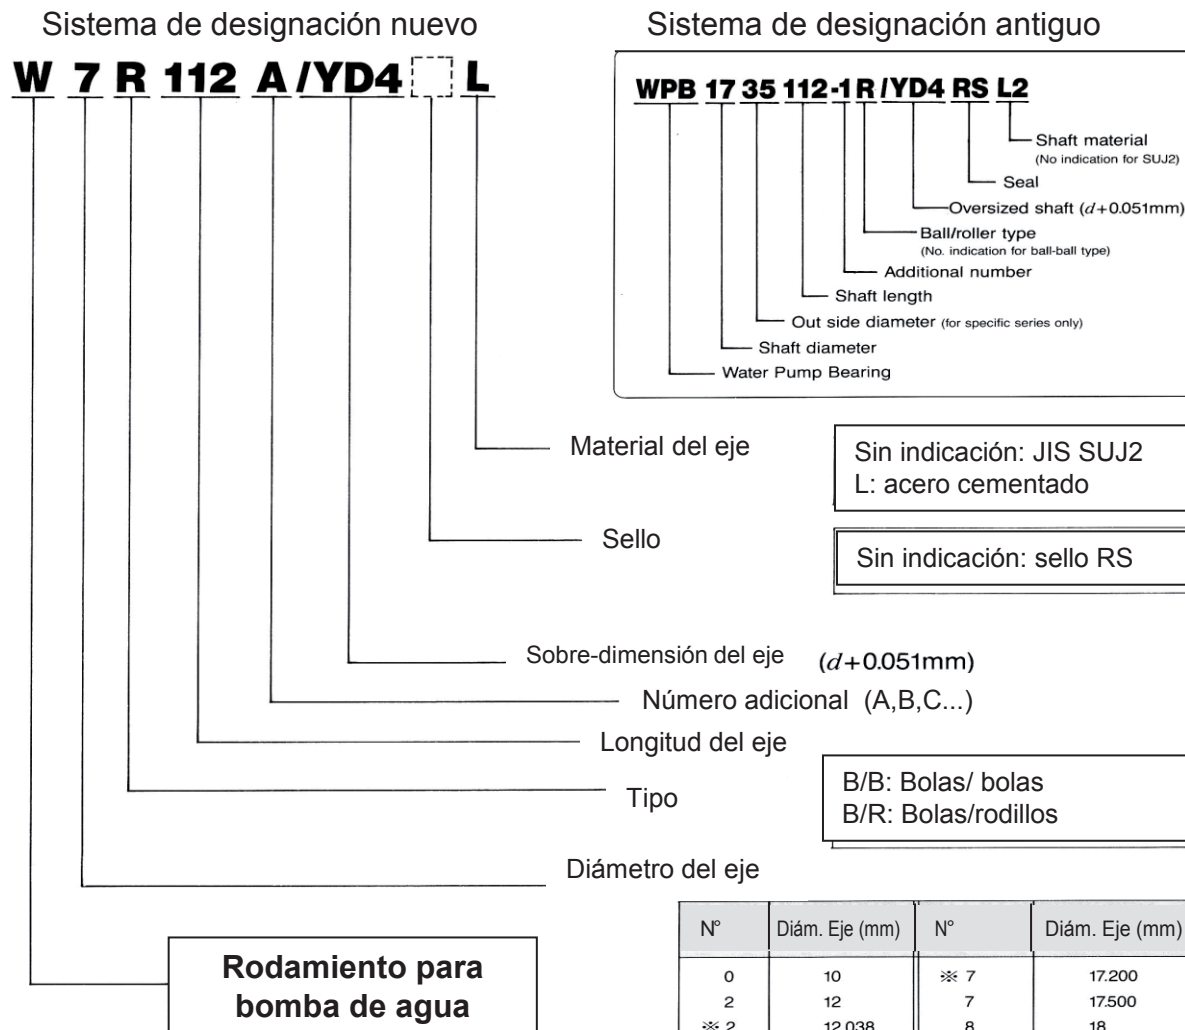 Sistema de designación nuevo
W 7 R 112 A /YD4 L
Material del eje
Sin indicación: JIS SUJ2
L: acero cementado
Sello
Sin indicación: sello RS
Sobre-dimensión del eje (d+0.051mm)
Número adicional (A,B,C...)
Longitud del eje
Tipo
B/B: Bolas/ bolas
B/R: Bolas/rodillos
Diámetro del eje
Rodamiento para
bomba de agua
Sistema de designación antiguo
WPB 17 35 112 -1 R /YD4 RS L2
Shaft material
(No indication for SUJ2)
Seal
Oversized shaft (d+0.051mm)
Ball/roller type
(No. indication for ball-ball type)
Additional number
Shaft length
Out side diameter (for specific series only)
Shaft diameter
Water Pump Bearing
N° Diám. Eje (mm) N° Diám. Eje (mm)
0 10 ※ 7 17.200
2 12 7 17.500
※ 2 12.038 8 18